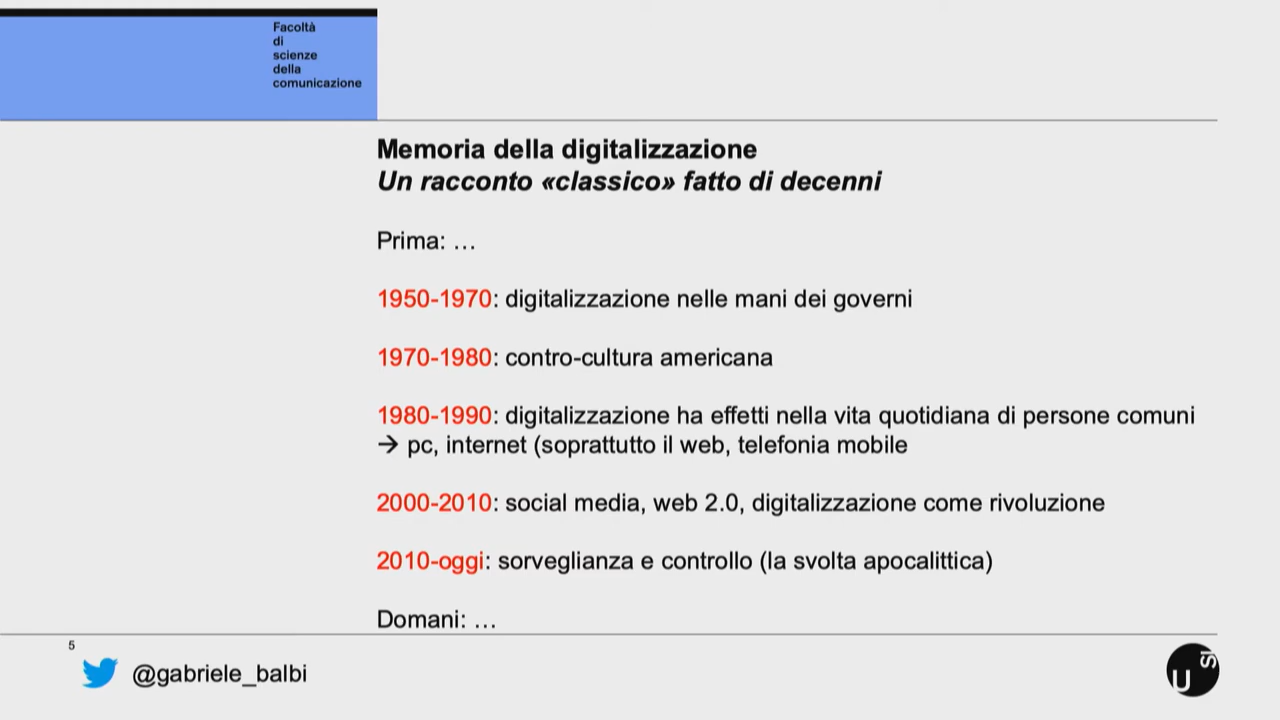 Facoltà
di
scienze
della
comunicazione
Memoria della digitalizzazione
Un racconto «classico» fatto di decenni
Prima: …
1950-1970: digitalizzazione nelle mani dei governi
1970-1980: contro-cultura americana
1980-1990: digitalizzazione ha effetti nella vita quotidiana di persone comuni
→ pc, internet (soprattutto il web, telefonia mobile
2000-2010: social media, web 2.0, digitalizzazione come rivoluzione
2010-oggi: sorveglianza e controllo (la svolta apocalittica)
Domani: …
5
@gabriele_balbi
U
SI